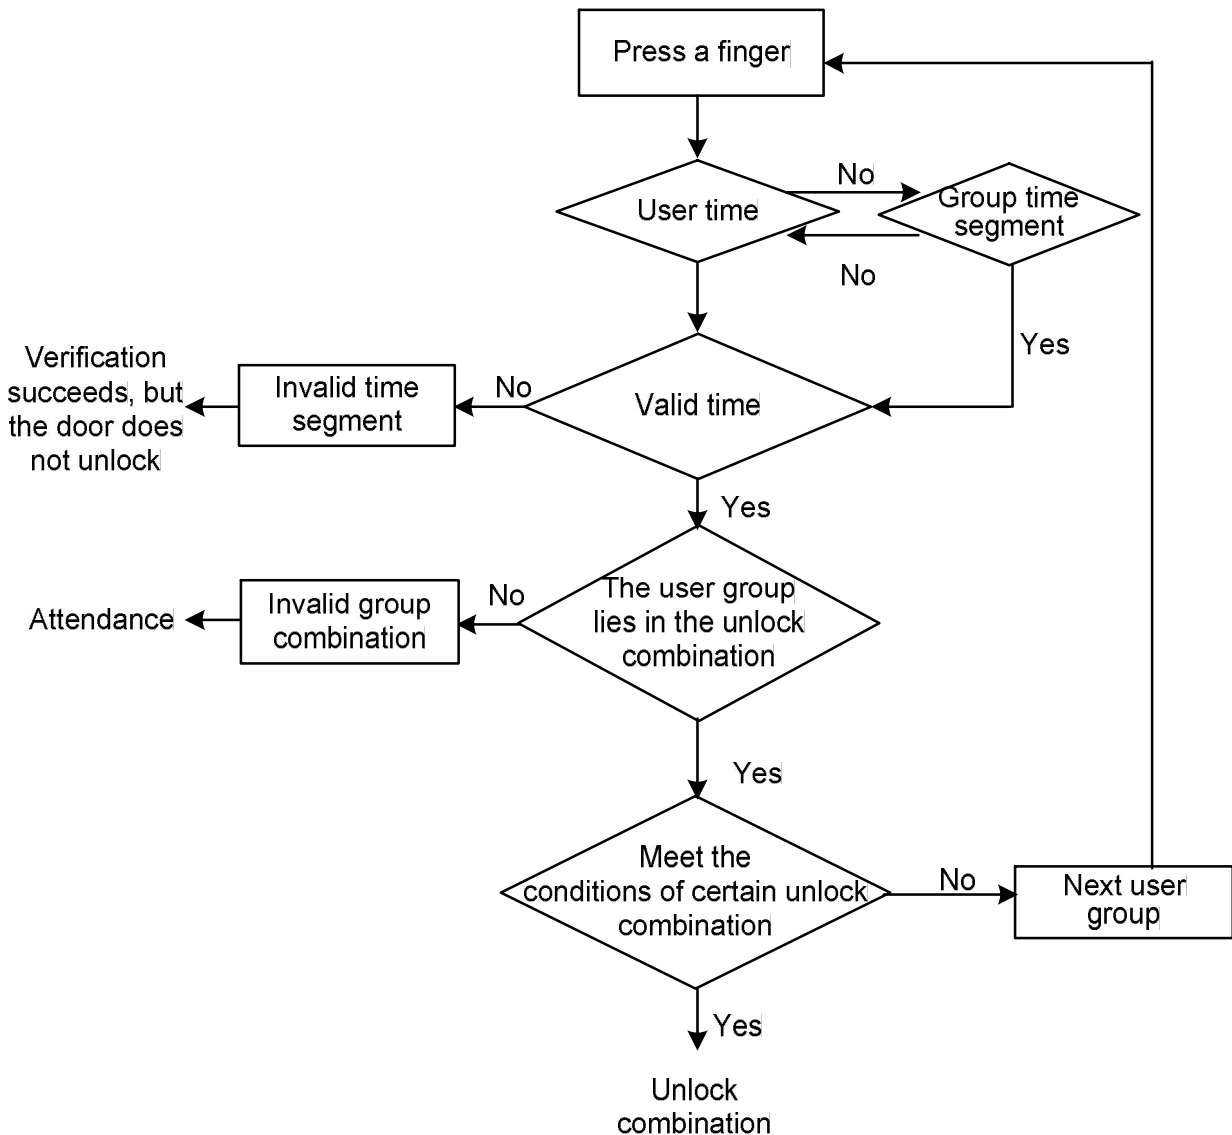 Press a finger
No
User time
Group time
segment
No
Yes
Verification
succeeds, but
the door does
not unlock
Invalid time
segment
No
Valid time
Yes
Attendance
Invalid group
combination
No
The user group
lies in the unlock
combination
Yes
Meet the
conditions of certain unlock
combination
No
Next user
group
Yes
Unlock
combination